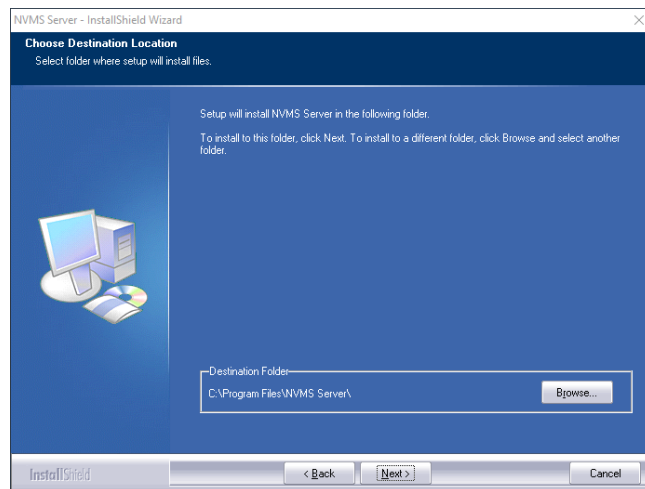 NVMS Server - InstallShield Wizard
Choose Destination Location
Select folder where setup will install files.
Setup will install NVMS Server in the following folder.
To install to this folder, click Next. To install to a different folder, click Browse and select another
folder.
Destination Folder
C:\Program Files\NVMS Server\
Browse...
InstallShield
< Back
Next >
Cancel